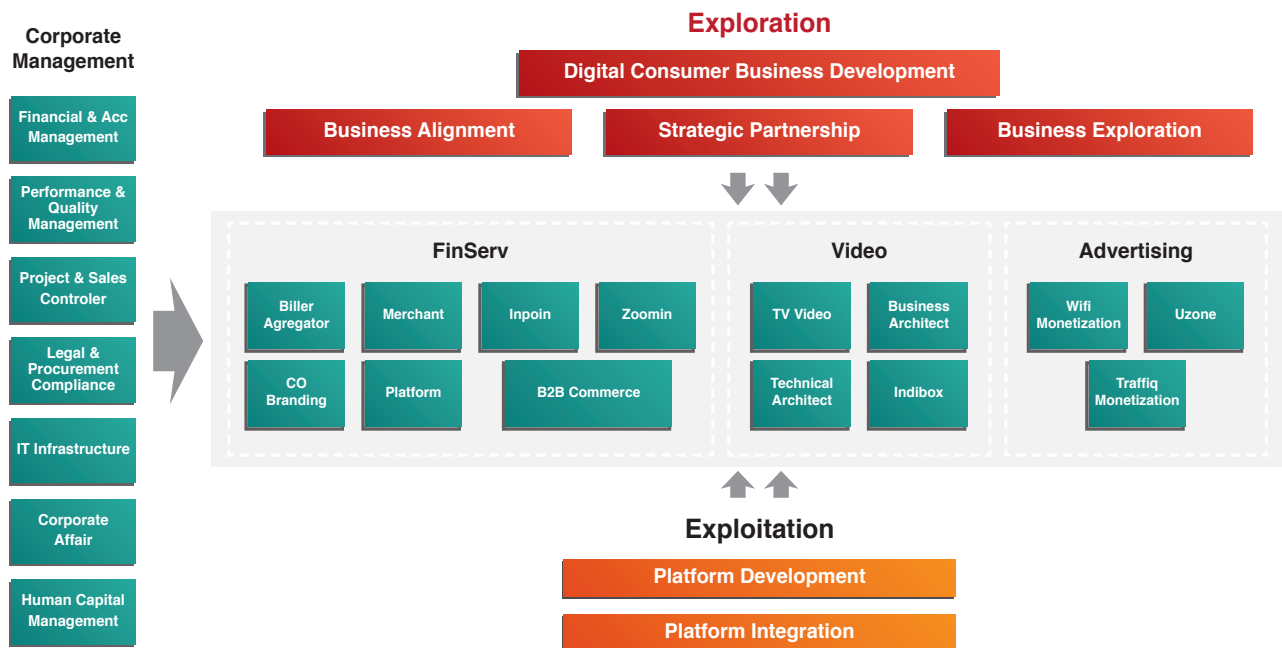 Corporate
Management
Financial & Acc
Management
Performance &
Quality
Management
Project & Sales
Controler
Legal &
Procurement
Compliance
IT Infrastructure
Corporate
Affair
Human Capital
Management
Exploration
Digital Consumer Business Development
Business Alignment
Strategic Partnership
Business Exploration
FinServ
Biller
Agregator
Merchant
Inpoin
Zoomin
CO
Branding
Platform
B2B Commerce
Video
TV Video
Business
Architect
Technical
Architect
Indibox
Advertising
Wifi
Monetization
Uzone
Traffiq
Monetization
Exploitation
Platform Development
Platform Integration